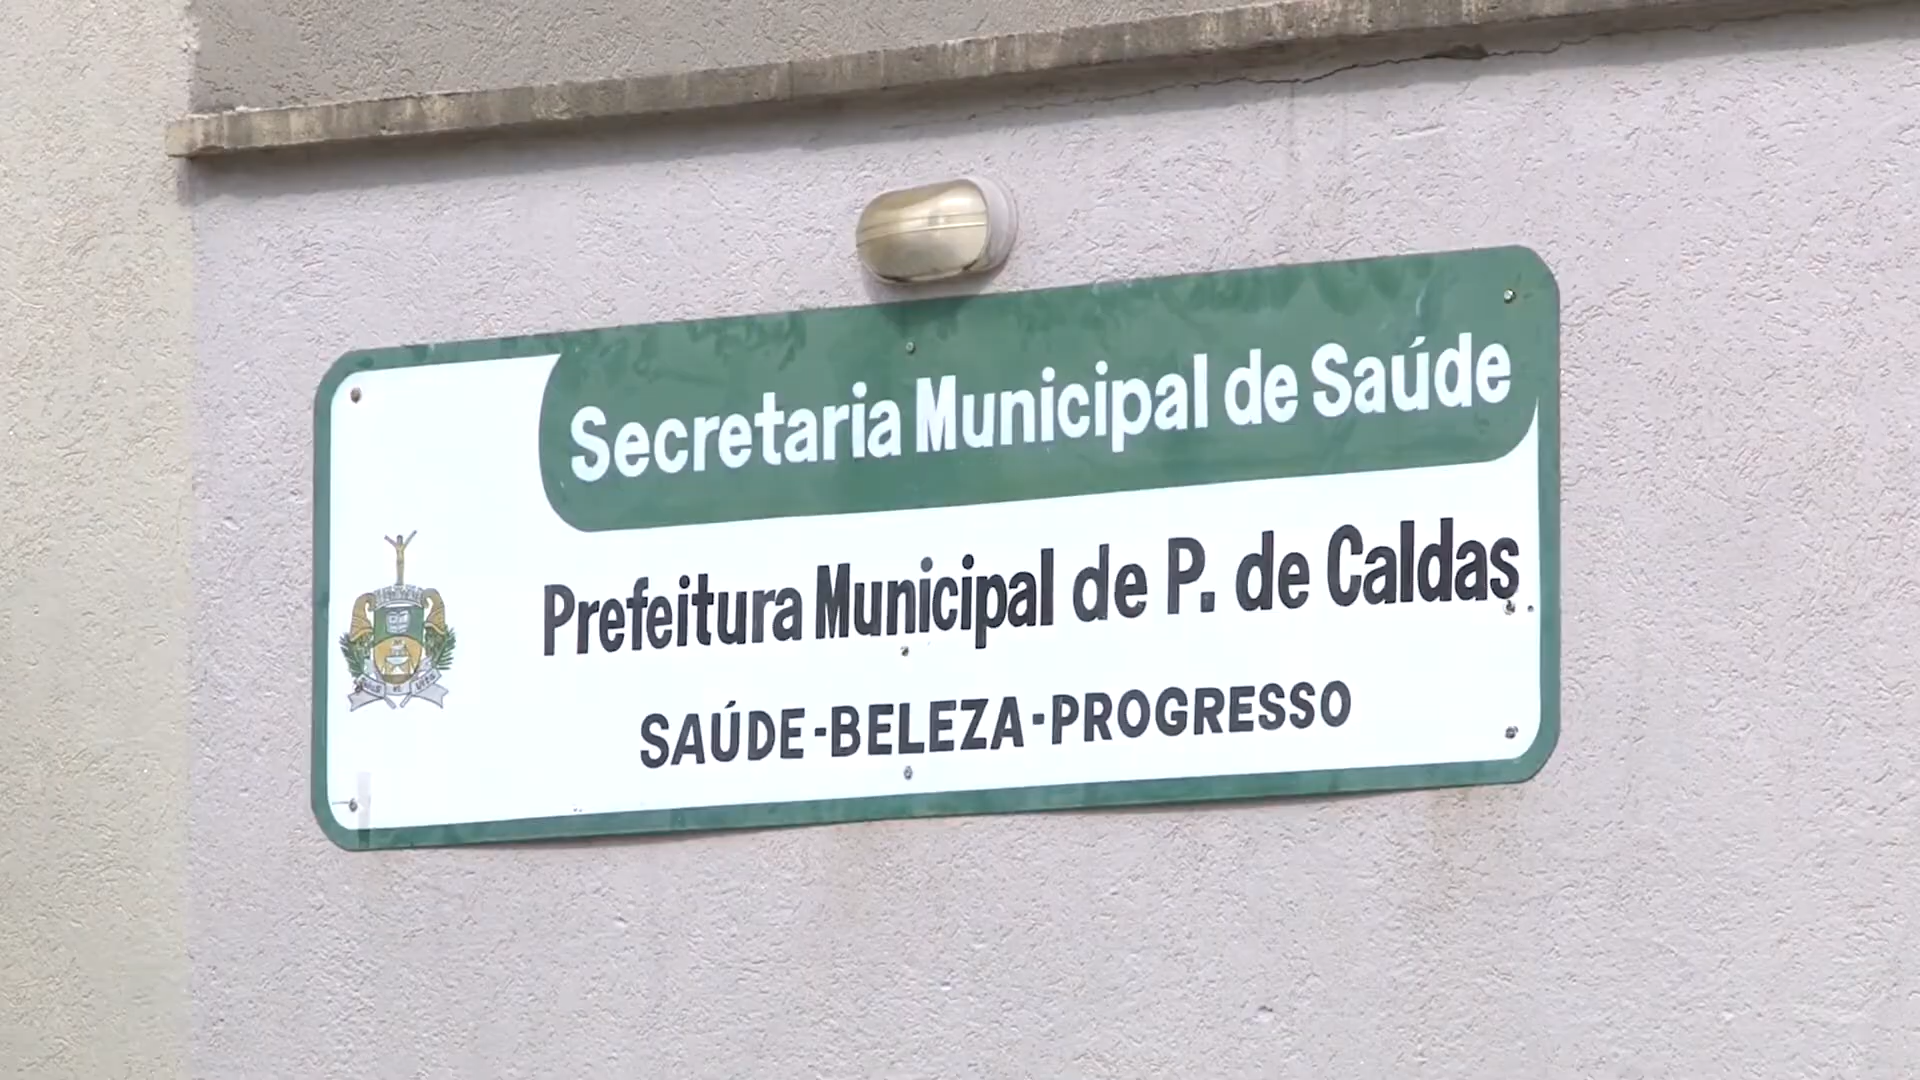 Secretaria Municipal de Saúde
Prefeitura Municipal de P. de Caldas
SAÚDE-BELEZA-PROGRESSO